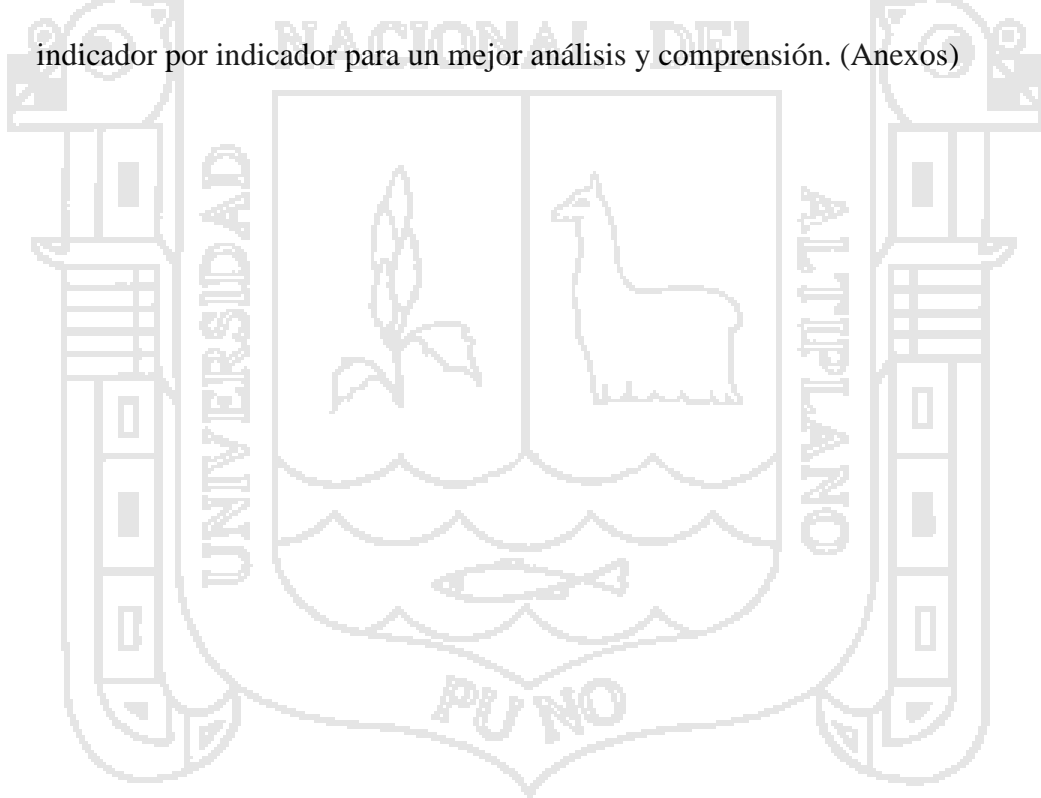 NACIONAL DEL
indicador por indicador para un mejor análisis y comprensión. (Anexos)
UNIVERSIDAD
ALTIPLANO
PUNO